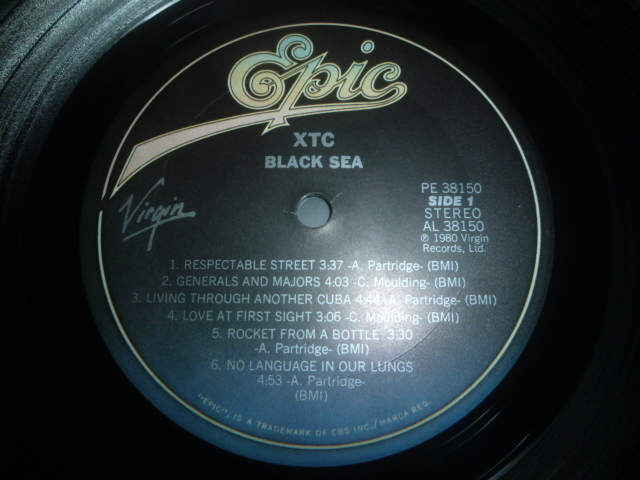 Epic
XTC
BLACK SEA
Virgin
PE 38150
SIDE 1
STEREO
AL 38150
℗ 1980 Virgin
Records, Ltd.
1. RESPECTABLE STREET 3:37 -A. Partridge- (BMI)
2. GENERALS AND MAJORS 4:03 -C. Moulding- (BMI)
3. LIVING THROUGH ANOTHER CUBA 4:44 -A. Partridge- (BMI)
4. LOVE AT FIRST SIGHT 3:06 -C. Moulding- (BMI)
5. ROCKET FROM A BOTTLE 3:30
-A. Partridge- (BMI)
6. NO LANGUAGE IN OUR LUNGS
4:53 -A. Partridge-
(BMI)
"EPIC", IS A TRADEMARK OF CBS INC./MARCA REG.